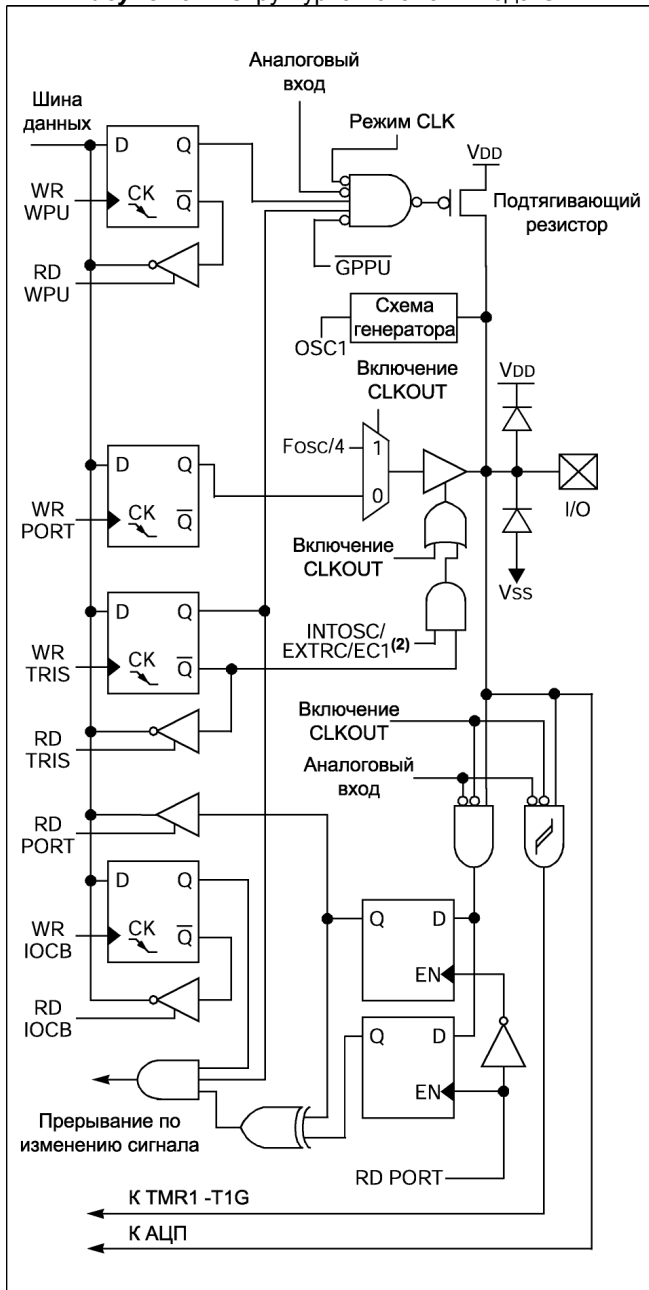 Аналоговый
вход
Шина
данных
Режим CLK
VDD
D Q
WR
WPU
CK
Q
Подтягивающий
резистор
RD
WPU
GPPU
Схема
генератора
OSC1
Включение
CLKOUT
VDD
FOSC/4
1
D Q
0
I/O
WR
PORT
CK
Q
Включение
CLKOUT
VSS
D Q
INTOSC/
EXTRC/EC1(2)
WR
TRIS
CK
Q
Включение
CLKOUT
RD
TRIS
Аналоговый
вход
RD
PORT
D Q
WR
IOCB
CK
Q
Q D
EN
RD
IOCB
Q D
EN
Прерывание по
изменению сигнала
RD PORT
К TMR1 -T1G
К АЦП